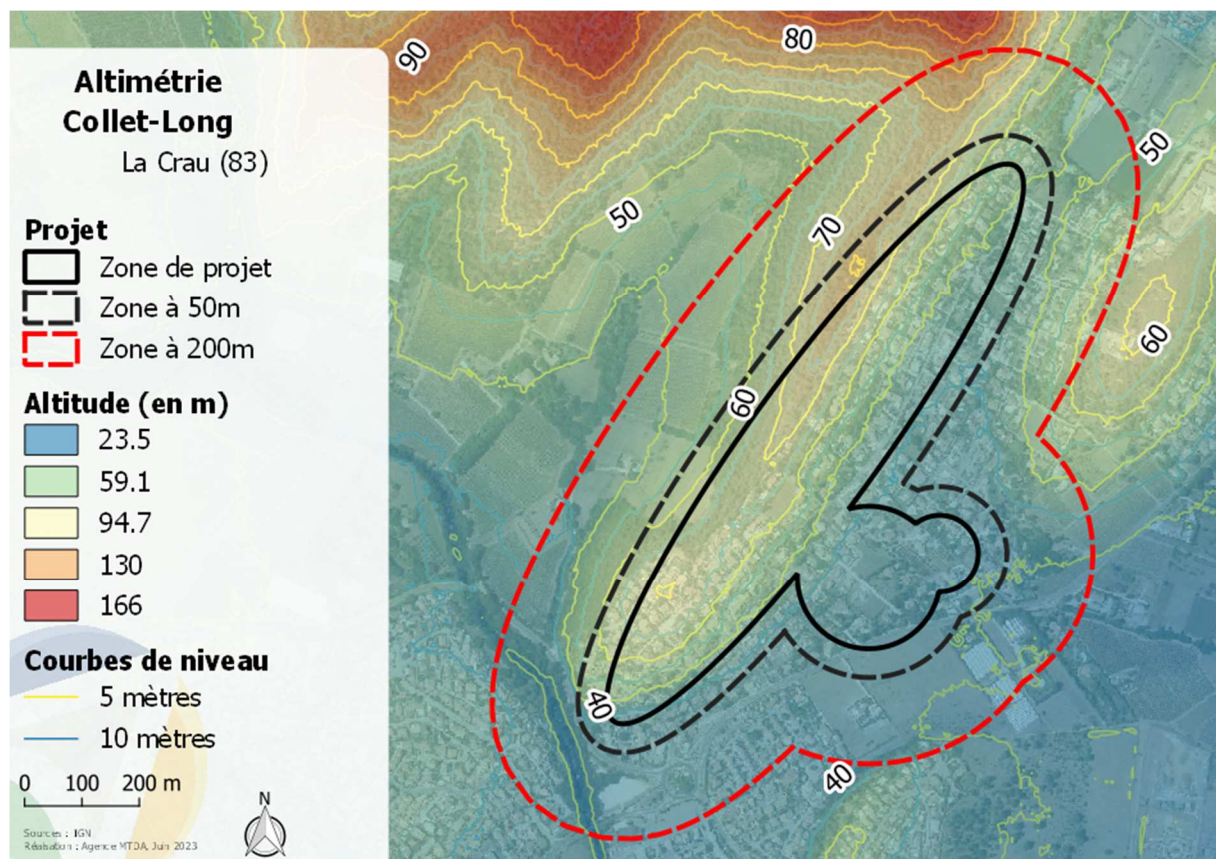 Altimétrie
Collet-Long
La Crau (83)
Projet
Zone de projet
Zone à 50m
Zone à 200m
Altitude (en m)
23.5
59.1
94.7
130
166
Courbes de niveau
5 mètres
10 mètres
0 100 200 m
N
Sources : IGN
Réalisation : Agence MTDA, Juin 2023
90
80
50
50
70
60
60
40
40